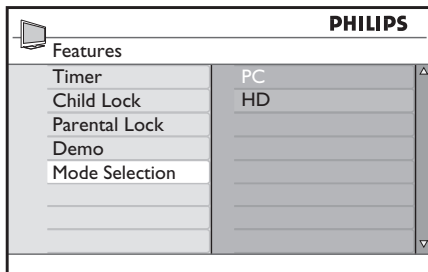 PHILIPS
Features
Timer
Child Lock
Parental Lock
Demo
Mode Selection
PC
HD